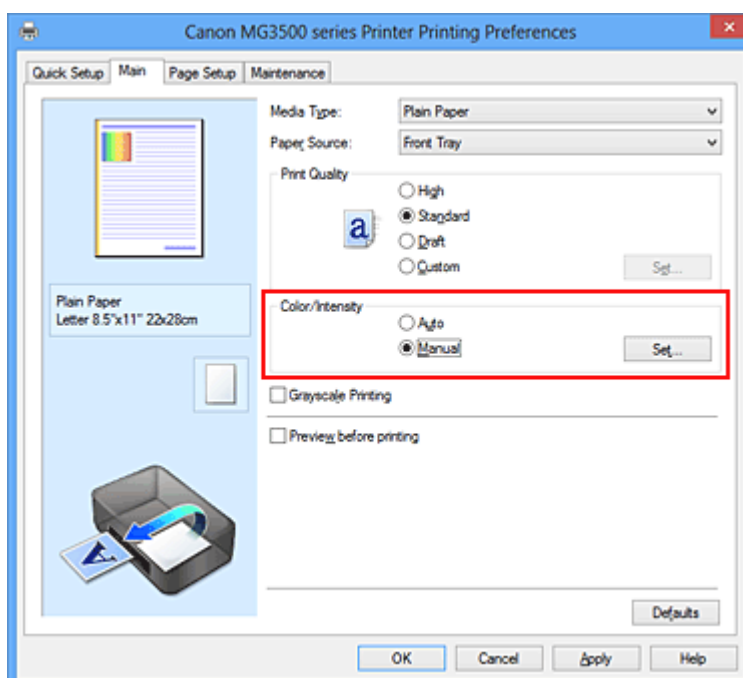 Canon MG3500 series Printer Printing Preferences
Quick Setup Main Page Setup Maintenance
Media Type: Plain Paper
Paper Source: Front Tray
Print Quality
High
Standard
Draft
Custom Set...
a
Plain Paper
Letter 8.5"x11" 22x28cm
Color/Intensity
Auto
Manual Set...
Grayscale Printing
Preview before printing
A
Defaults
OK Cancel Apply Help